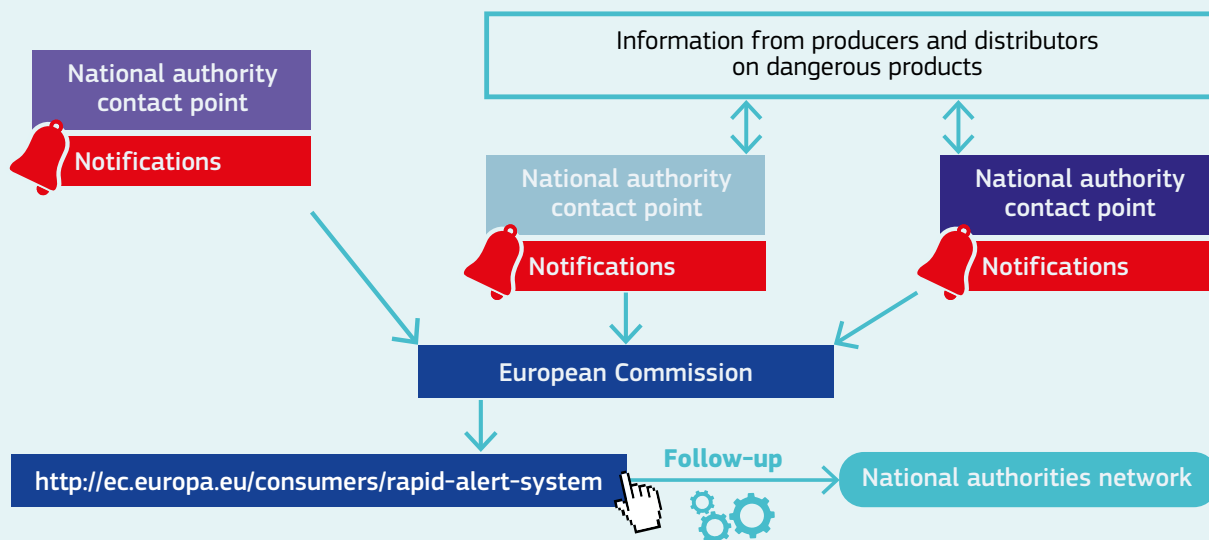 Information from producers and distributors
on dangerous products
National authority
contact point
Notifications
National authority
contact point
Notifications
National authority
contact point
Notifications
European Commission
http://ec.europa.eu/consumers/rapid-alert-system
Follow-up
National authorities network